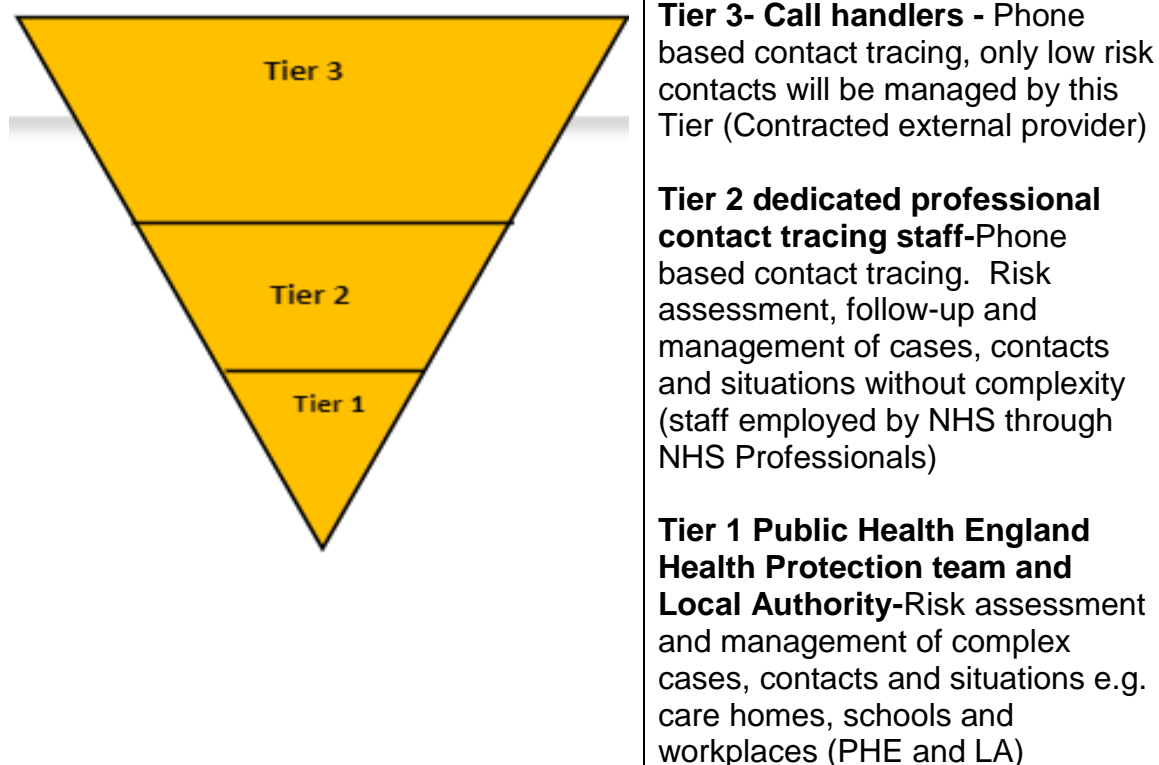 Tier 3
Tier 2
Tier 1
Tier 3- Call handlers - Phone
based contact tracing, only low risk
contacts will be managed by this
Tier (Contracted external provider)
Tier 2 dedicated professional
contact tracing staff-Phone
based contact tracing.  Risk
assessment, follow-up and
management of cases, contacts
and situations without complexity
(staff employed by NHS through
NHS Professionals)
Tier 1 Public Health England
Health Protection team and
Local Authority-Risk assessment
and management of complex
cases, contacts and situations e.g.
care homes, schools and
workplaces (PHE and LA)